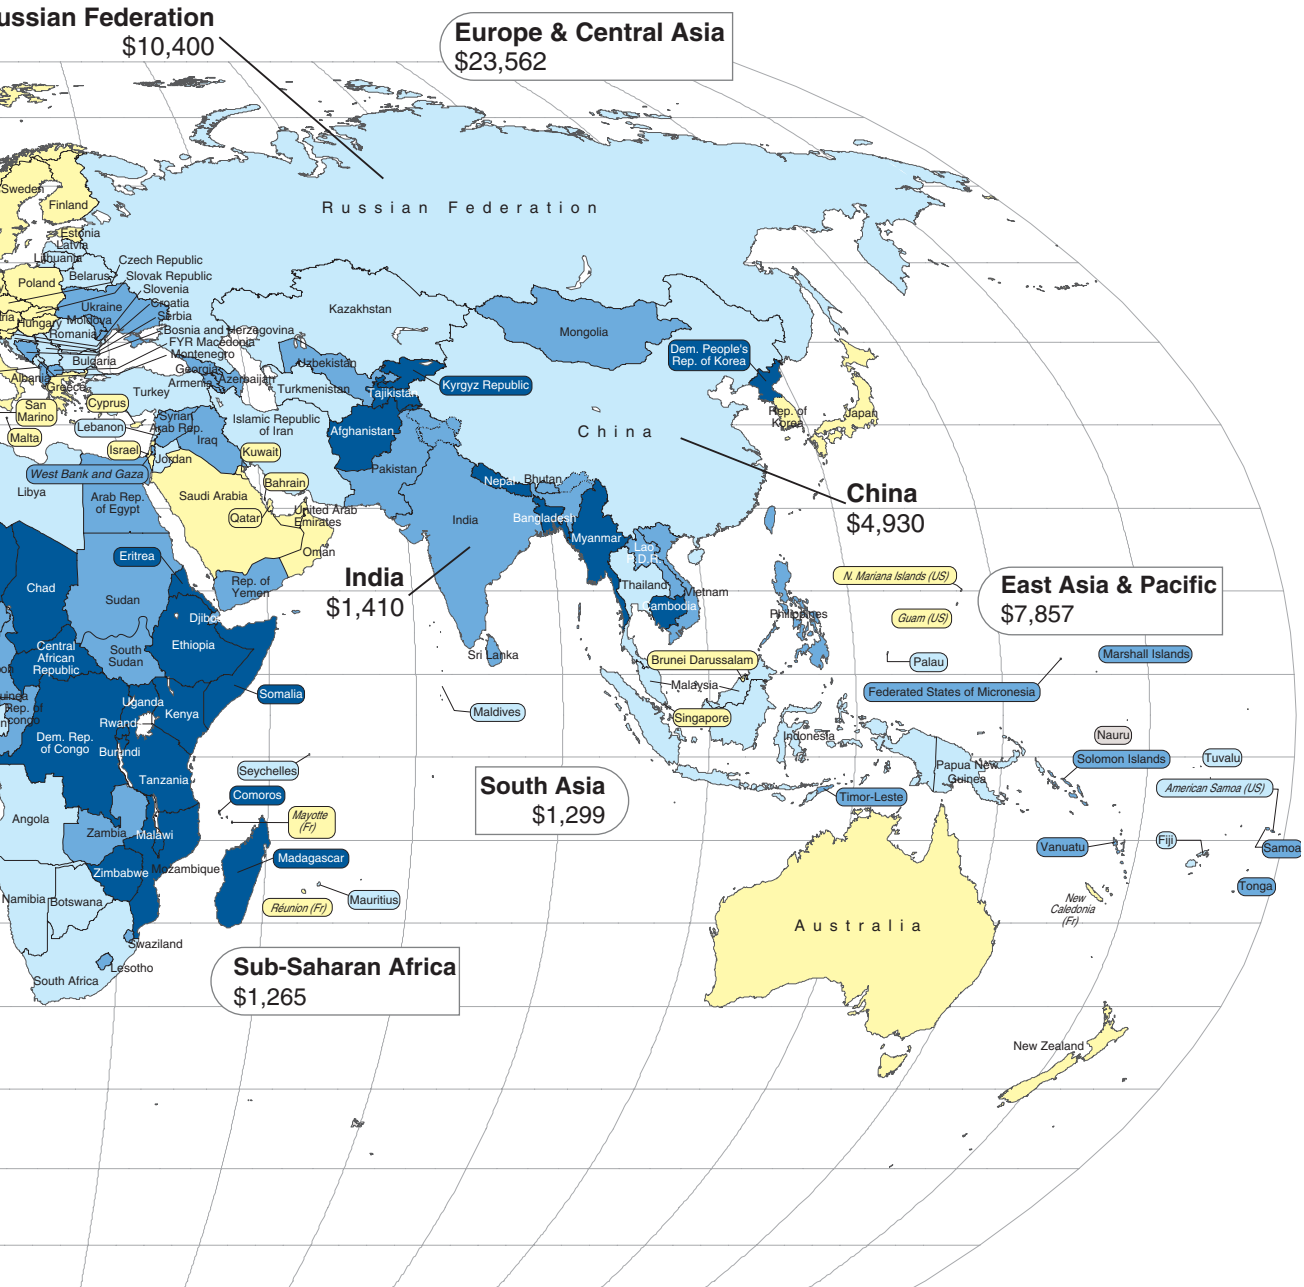 ussian Federation
$10,400
Europe & Central Asia
$23,562
Russian Federation
Sweden
Finland
Estonia
Latvia
Lithuania
Czech Republic
Belarus
Slovak Republic
Poland
Slovenia
Ukraine
Croatia
Serbia
tria
Hungary
Moldova
Romania
Bosnia and Herzegovina
FYR Macedonia
Montenegro
Bulgaria
Georgia
Albania
Greece
Armenia
Azerbaijan
Turkey
Kazakhstan
Mongolia
Uzbekistan
Turkmenistan
Tajikistan
Kyrgyz Republic
Dem. People's
Rep. of Korea
Rep. of
Korea
Japan
San
Marino
Cyprus
Malta
Lebanon
Syrian
Arab Rep.
Iraq
Islamic Republic
of Iran
Afghanistan
China
Israel
Jordan
Kuwait
West Bank and Gaza
Pakistan
Libya
Arab Rep.
of Egypt
Saudi Arabia
Bahrain
Qatar
United Arab
Emirates
Oman
Nepal
Bhutan
India
Bangladesh
Myanmar
China
$4,930
Lao
P.D.R.
Thailand
Vietnam
Cambodia
Philippines
Eritrea
Chad
Sudan
Rep. of
Yemen
India
$1,410
Djibou
Ethiopia
N. Mariana Islands (US)
Guam (US)
East Asia & Pacific
$7,857
Central
African
Republic
South
Sudan
Sri Lanka
Brunei Darussalam
Palau
Marshall Islands
Federated States of Micronesia
Malaysia
Singapore
Somalia
Uganda
Kenya
Rep. of
congo
Rwanda
Burundi
Dem. Rep.
of Congo
Maldives
Indonesia
Nauru
Solomon Islands
Tuvalu
Papua New
Guinea
Seychelles
Tanzania
South Asia
$1,299
American Samoa (US)
Timor-Leste
Comoros
Mayotte
(Fr)
Angola
Zambia
Malawi
Vanuatu
Fiji
Samoa
Madagascar
Zimbabwe
Mozambique
Tonga
Namibia
Botswana
Réunion (Fr)
Mauritius
New
Caledonia
(Fr)
Australia
Swaziland
Lesotho
South Africa
Sub-Saharan Africa
$1,265
New Zealand